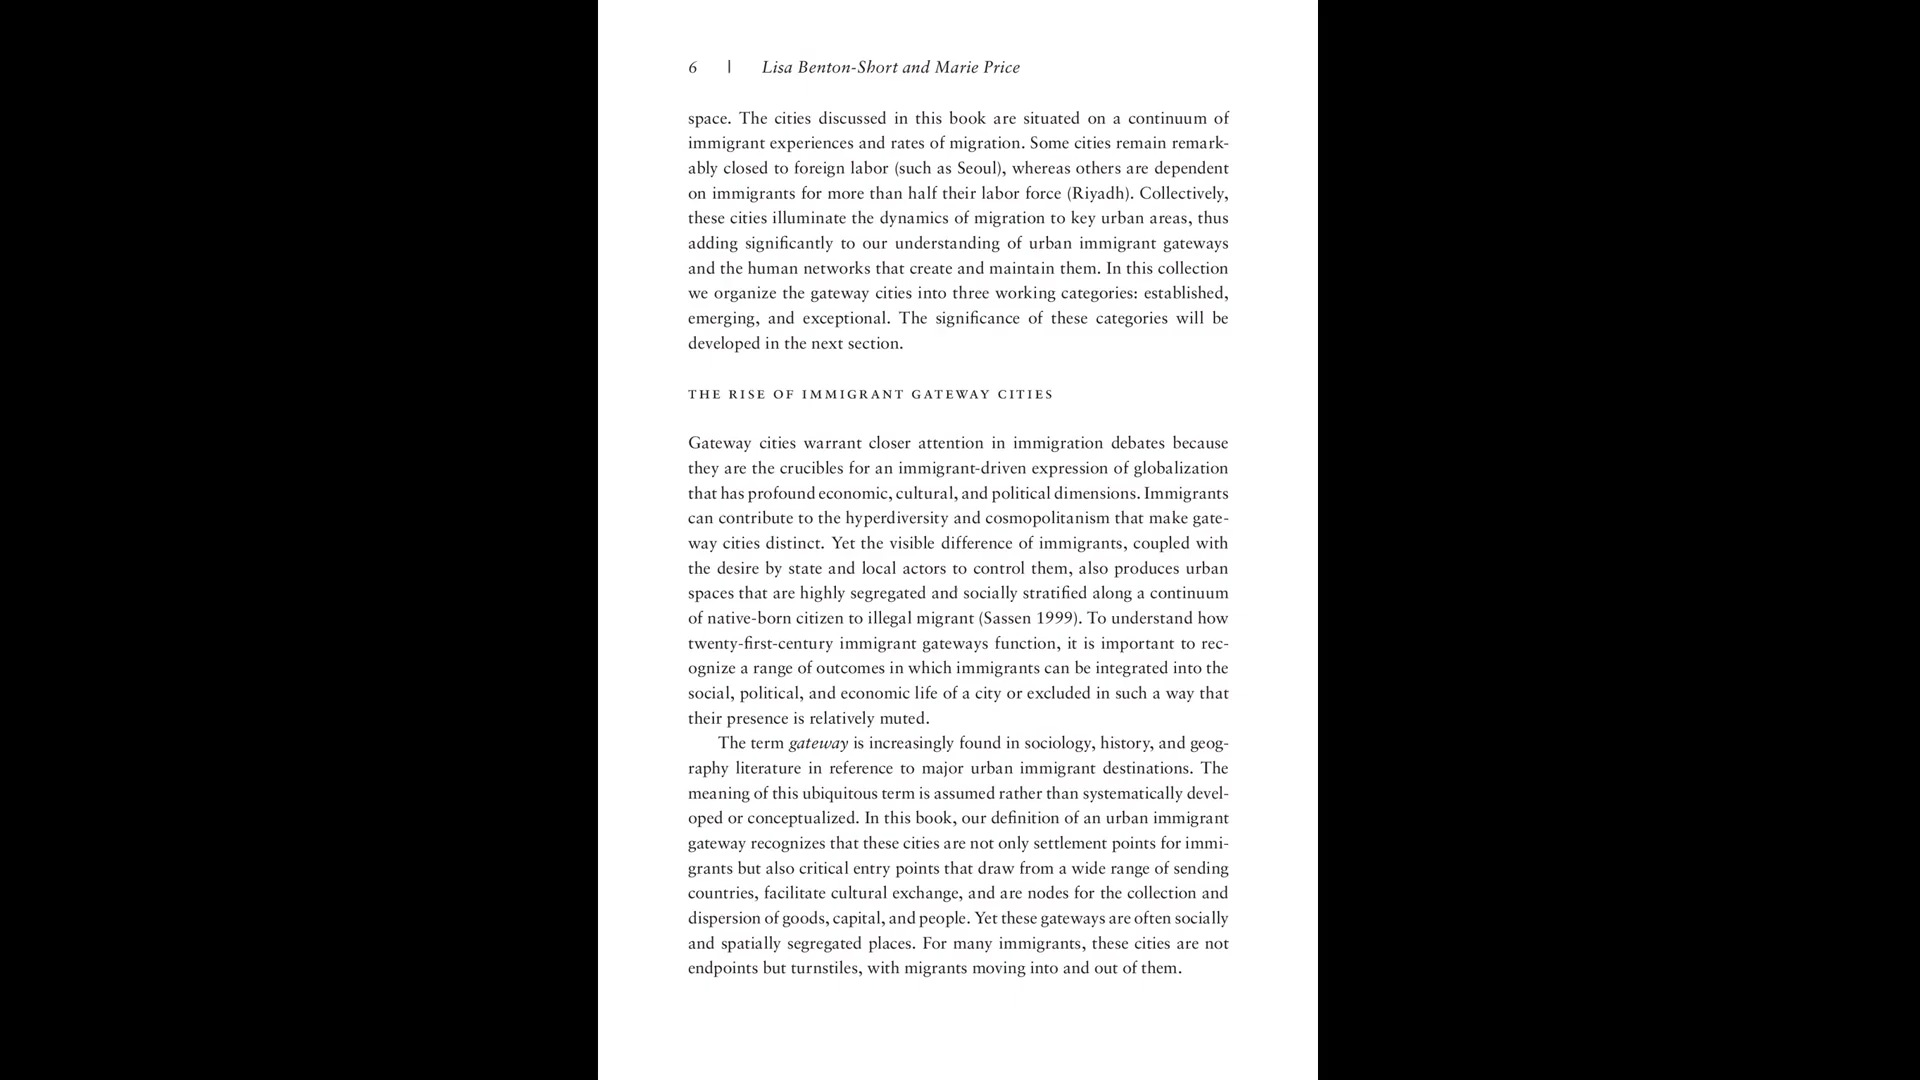 6 | Lisa Benton-Short and Marie Price
space. The cities discussed in this book are situated on a continuum of
immigrant experiences and rates of migration. Some cities remain remark-
ably closed to foreign labor (such as Seoul), whereas others are dependent
on immigrants for more than half their labor force (Riyadh). Collectively,
these cities illuminate the dynamics of migration to key urban areas, thus
adding significantly to our understanding of urban immigrant gateways
and the human networks that create and maintain them. In this collection
we organize the gateway cities into three working categories: established,
emerging, and exceptional. The significance of these categories will be
developed in the next section.
THE RISE OF IMMIGRANT GATEWAY CITIES
Gateway cities warrant closer attention in immigration debates because
they are the crucibles for an immigrant-driven expression of globalization
that has profound economic, cultural, and political dimensions. Immigrants
can contribute to the hyperdiversity and cosmopolitanism that make gate-
way cities distinct. Yet the visible difference of immigrants, coupled with
the desire by state and local actors to control them, also produces urban
spaces that are highly segregated and socially stratified along a continuum
of native-born citizen to illegal migrant (Sassen 1999). To understand how
twenty-first-century immigrant gateways function, it is important to rec-
ognize a range of outcomes in which immigrants can be integrated into the
social, political, and economic life of a city or excluded in such a way that
their presence is relatively muted.
The term gateway is increasingly found in sociology, history, and geog-
raphy literature in reference to major urban immigrant destinations. The
meaning of this ubiquitous term is assumed rather than systematically devel-
oped or conceptualized. In this book, our definition of an urban immigrant
gateway recognizes that these cities are not only settlement points for immi-
grants but also critical entry points that draw from a wide range of sending
countries, facilitate cultural exchange, and are nodes for the collection and
dispersion of goods, capital, and people. Yet these gateways are often socially
and spatially segregated places. For many immigrants, these cities are not
endpoints but turnstiles, with migrants moving into and out of them.